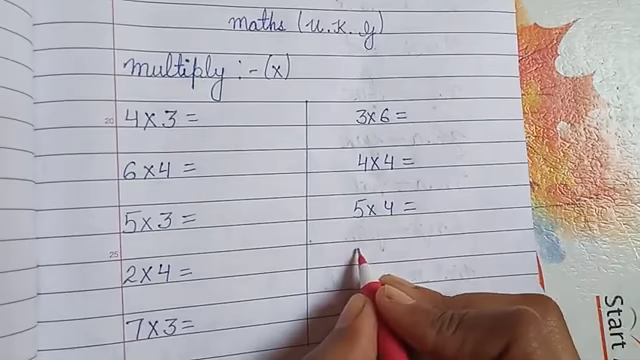 maths (U.K.G)
multiply :- (x)
4x3=
6x4=
5x3=
2x4=
7x3=
3x6=
4x4=
5x4=
20
25
Start